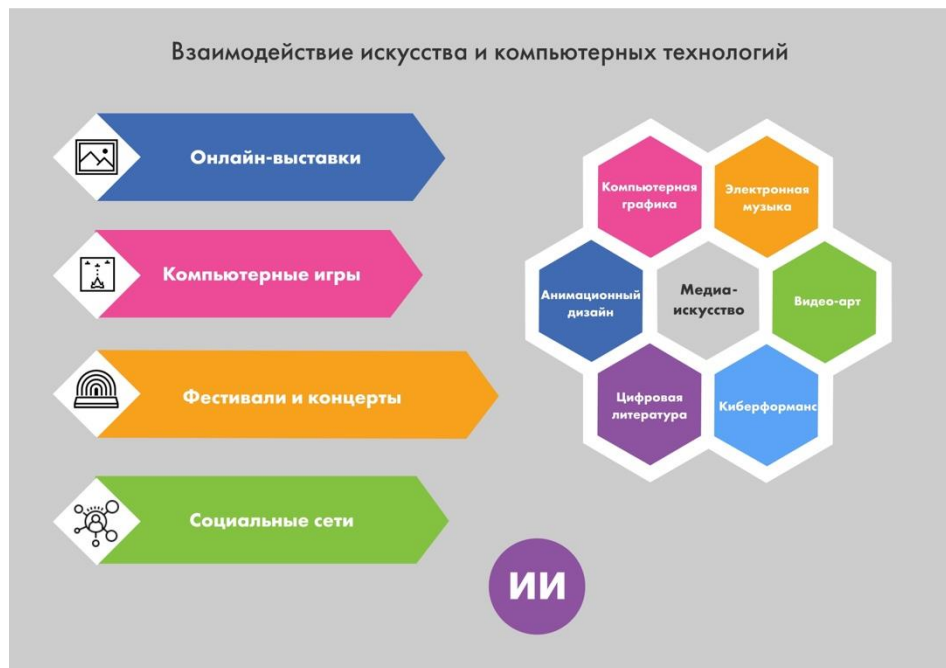 Взаимодействие искусства и компьютерных технологий
Онлайн-выставки
Компьютерные игры
Фестивали и концерты
Социальные сети
Компьютерная
графика
Электронная
музыка
Анимационный
дизайн
Медиа-
искусство
Видео-арт
Цифровая
литература
Киберформанс
ИИ